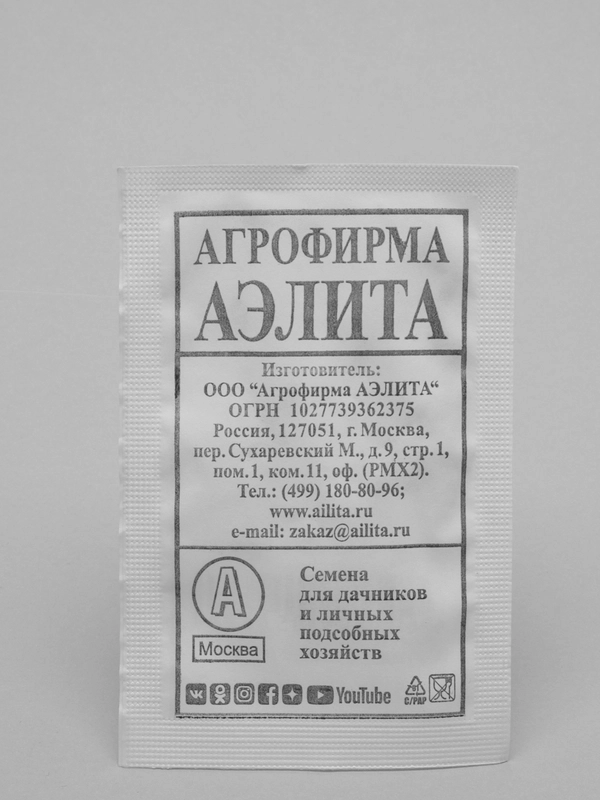 АГРОФИРМА
АЭЛИТА
Изготовитель:
ООО “Агрофирма АЭЛИТА“
ОГРН 1027739362375
Россия, 127051, г. Москва,
пер. Сухаревский М., д. 9, стр. 1,
пом. 1, ком. 11, оф. (РМХ2).
Тел.: (499) 180-80-96;
www.ailita.ru
e-mail: zakaz@ailita.ru
А
Москва
Семена
для дачников
и личных
подсобных
хозяйств
YouTube
C/PAP